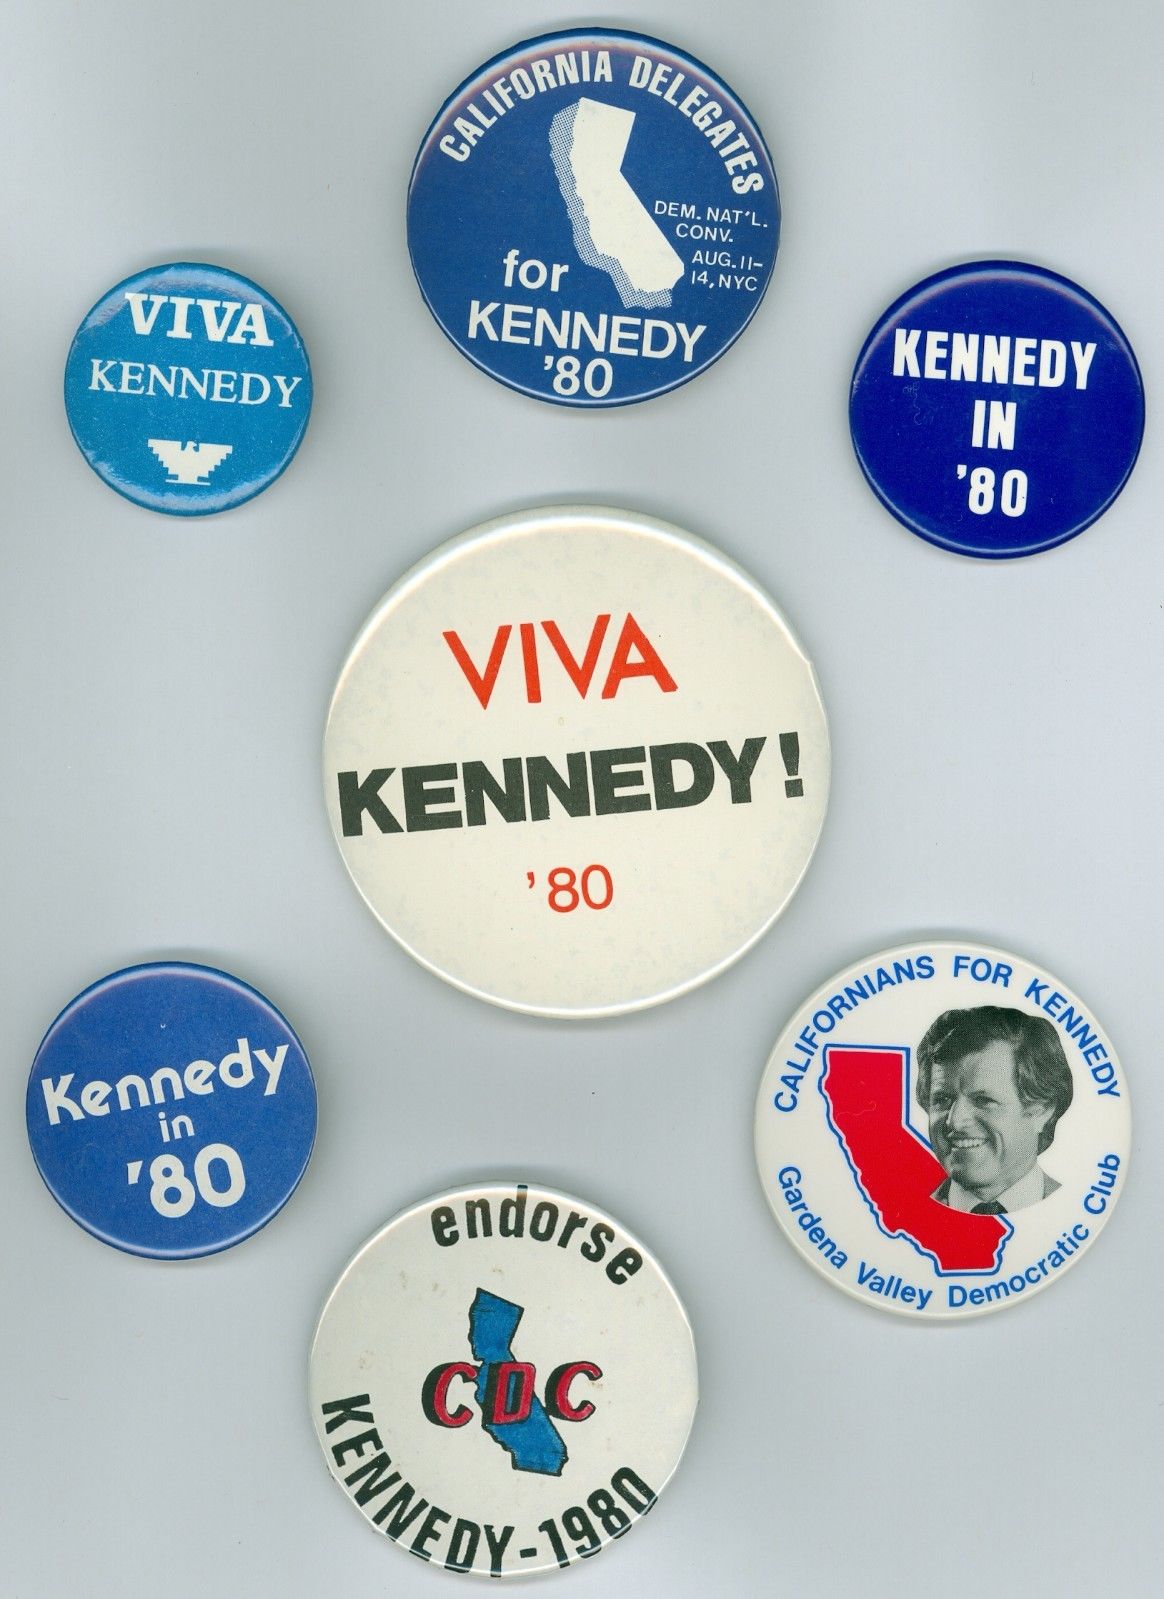 CALIFORNIA DELEGATES
DEM. NAT'L.
CONV.
AUG. 11-
14, NYC
for
KENNEDY
'80
VIVA
KENNEDY
KENNEDY
IN
'80
VIVA
KENNEDY!
'80
Kennedy
in
'80
CALIFORNIANS FOR KENNEDY
Gardena Valley Democratic Club
endorse
CDC
KENNEDY-1980